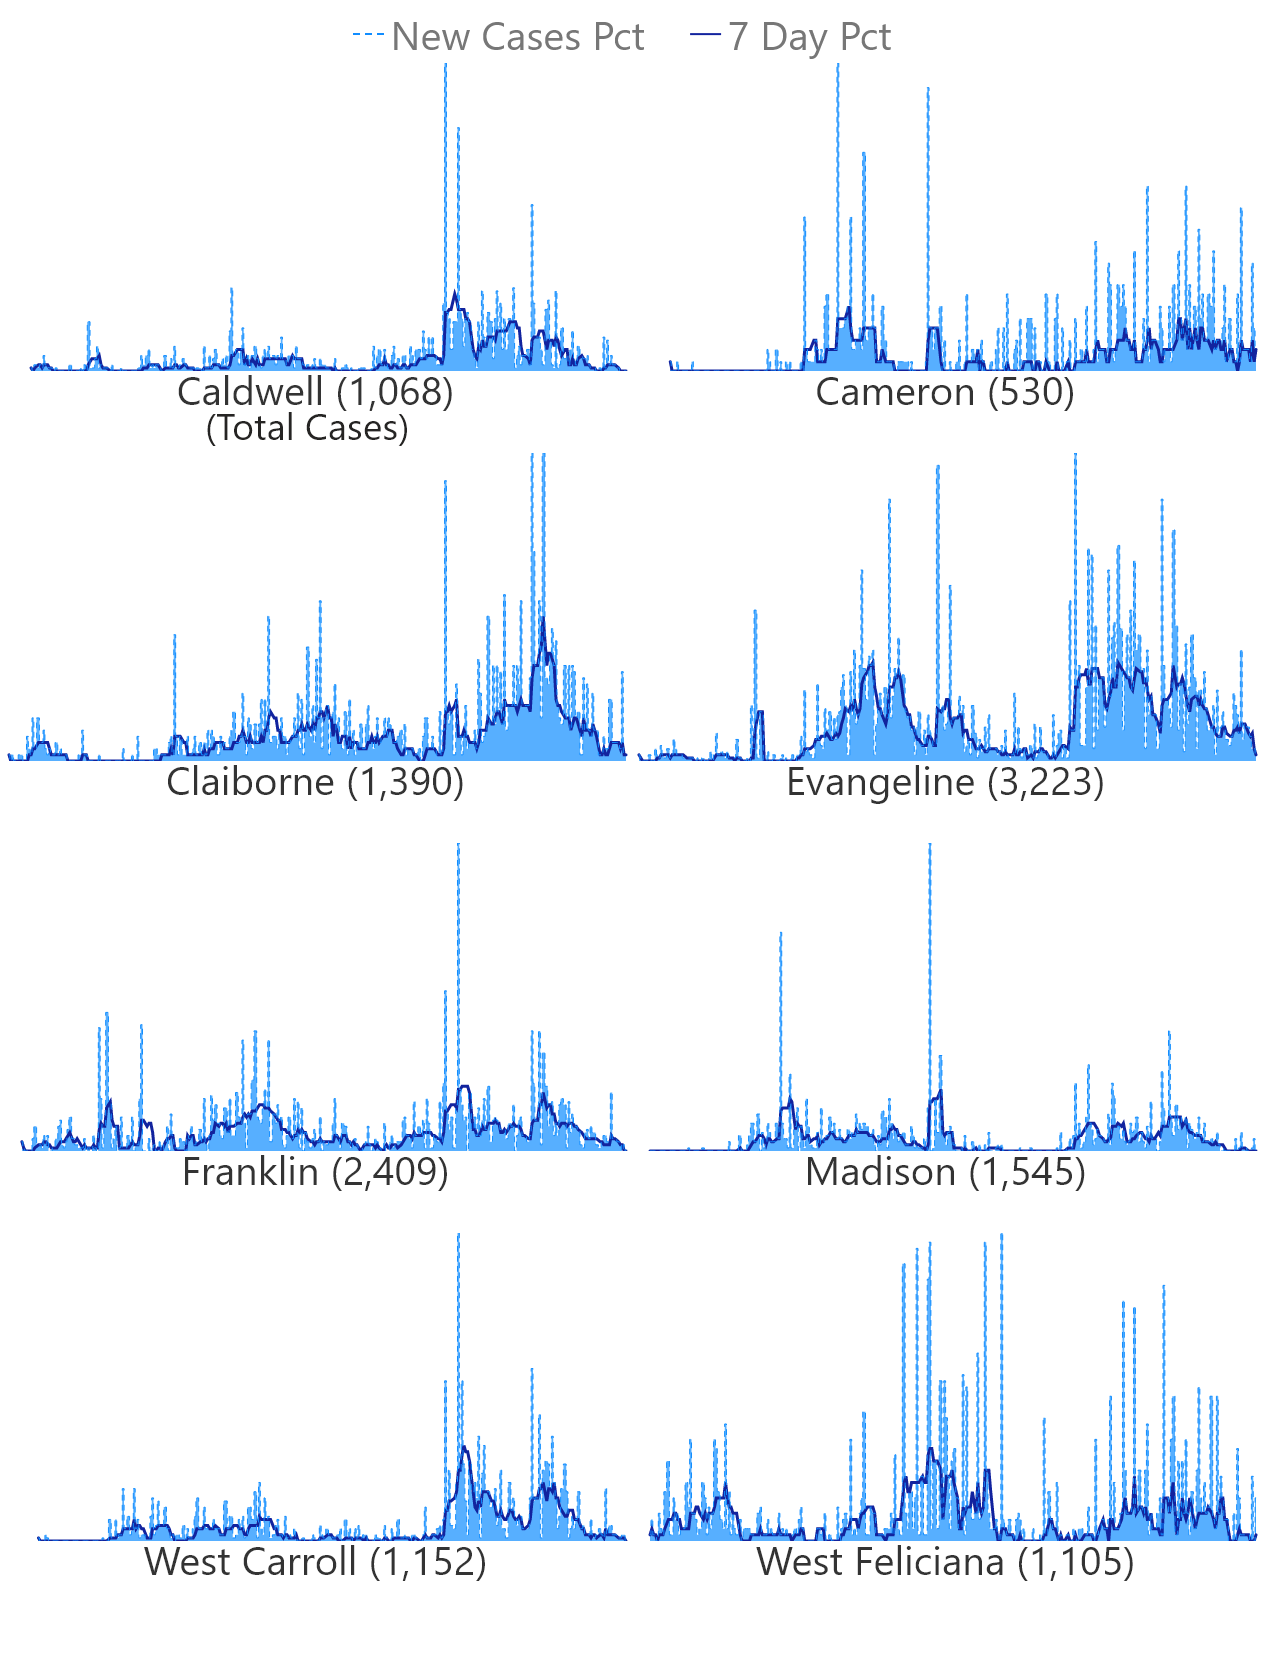 New Cases Pct 7 Day Pct
Caldwell (1,068) Cameron (530)
(Total Cases)
Claiborne (1,390) Evangeline (3,223)
Franklin (2,409) Madison (1,545)
West Carroll (1,152) West Feliciana (1,105)